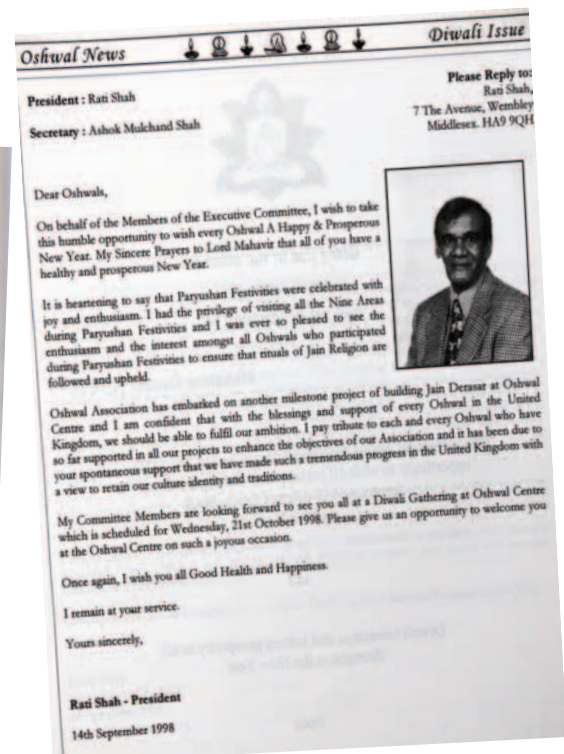 Oshwal News
Diwali Issue
President : Rati Shah
Secretary : Ashok Mulchand Shah
Please Reply to:
Rati Shah,
7 The Avenue, Wembley
Middlesex. HA9 9QH
Dear Oshwals,
On behalf of the Members of the Executive Committee, I wish to take
this humble opportunity to wish every Oshwal A Happy & Prosperous
New Year. My Sincere Prayers to Lord Mahavir that all of you have a
healthy and prosperous New Year.
It is heartening to say that Paryushan Festivities were celebrated with
joy and enthusiasm. I had the privilege of visiting all the Nine Areas
during Paryushan Festivities and I was ever so pleased to see the
enthusiasm and the interest amongst all Oshwals who participated
during Paryushan Festivities to ensure that rituals of Jain Religion are
followed and upheld.
Oshwal Association has embarked on another milestone project of building Jain Derasar at Oshwal
Centre and I am confident that with the blessings and support of every Oshwal in the United
Kingdom, we should be able to fulfil our ambition. I pay tribute to each and every Oshwal who have
so far supported in all our projects to enhance the objectives of our Association and it has been due to
your spontaneous support that we have made such a tremendous progress in the United Kingdom with
a view to retain our culture identity and traditions.
My Committee Members are looking forward to see you all at a Diwali Gathering at Oshwal Centre
which is scheduled for Wednesday, 21st October 1998. Please give us an opportunity to welcome you
at the Oshwal Centre on such a joyous occasion.
Once again, I wish you all Good Health and Happiness.
I remain at your service.
Yours sincerely,
Rati Shah - President
14th September 1998